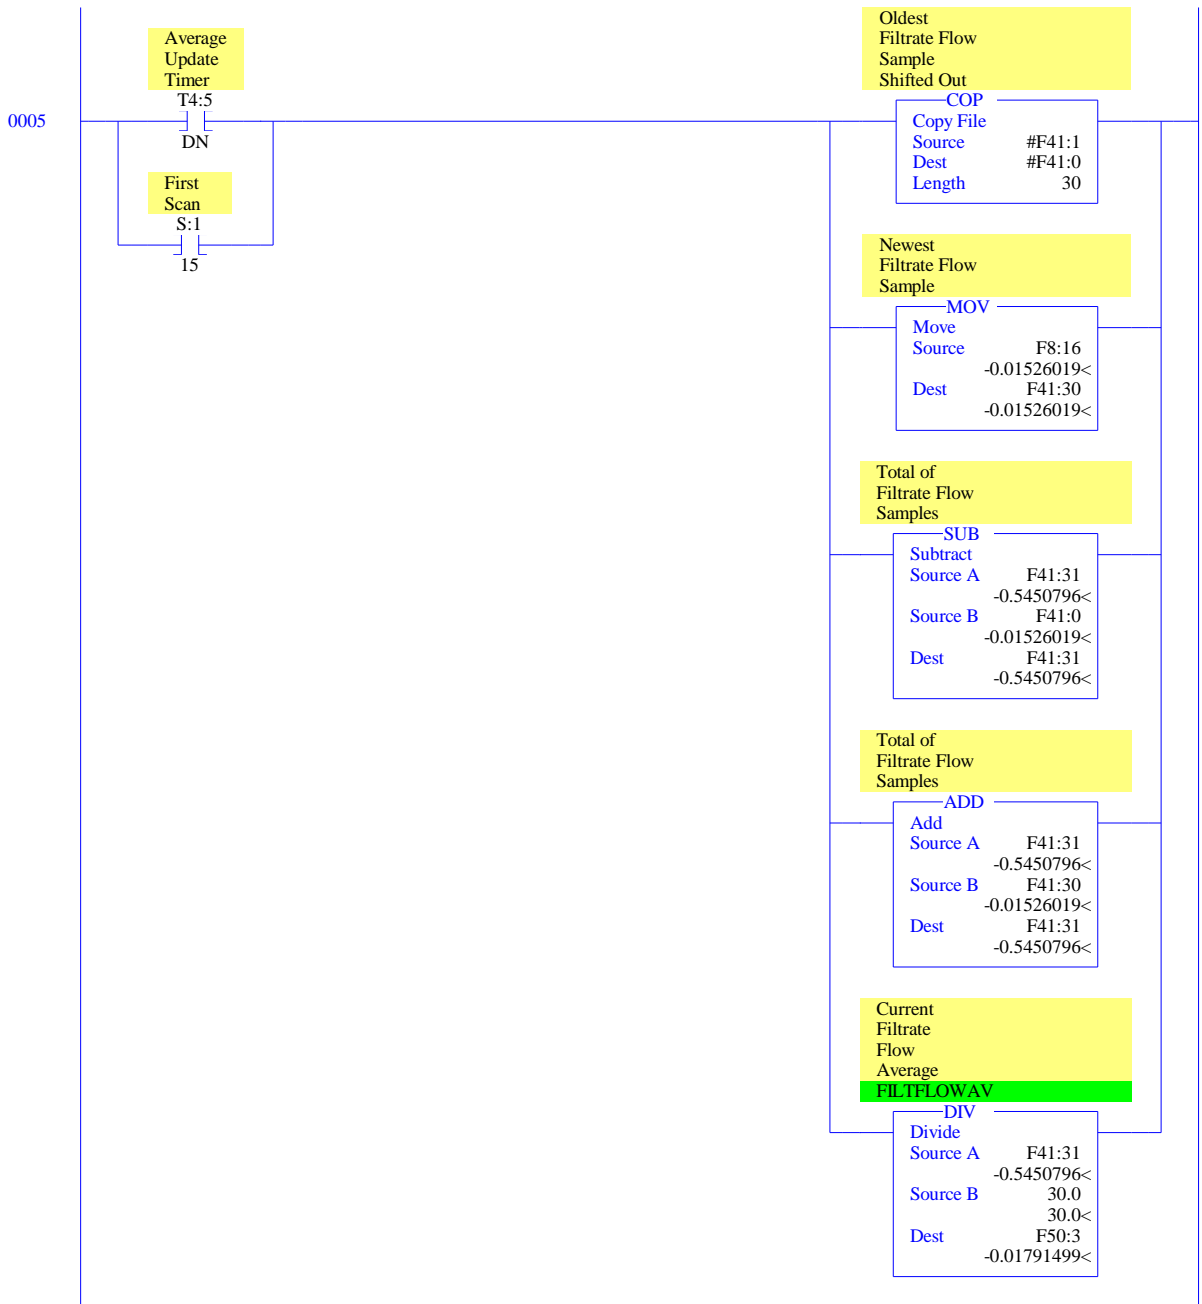 0005
Average
Update
Timer
T4:5
DN
First
Scan
S:1
15
Oldest
Filtrate Flow
Sample
Shifted Out
COP
Copy File
Source #F41:1
Dest #F41:0
Length 30
Newest
Filtrate Flow
Sample
MOV
Move
Source F8:16
-0.01526019<
Dest F41:30
-0.01526019<
Total of
Filtrate Flow
Samples
SUB
Subtract
Source A F41:31
-0.5450796<
Source B F41:0
-0.01526019<
Dest F41:31
-0.5450796<
Total of
Filtrate Flow
Samples
ADD
Add
Source A F41:31
-0.5450796<
Source B F41:30
-0.01526019<
Dest F41:31
-0.5450796<
Current
Filtrate
Flow
Average
FILTFLOWAV
DIV
Divide
Source A F41:31
-0.5450796<
Source B 30.0
30.0<
Dest F50:3
-0.01791499<